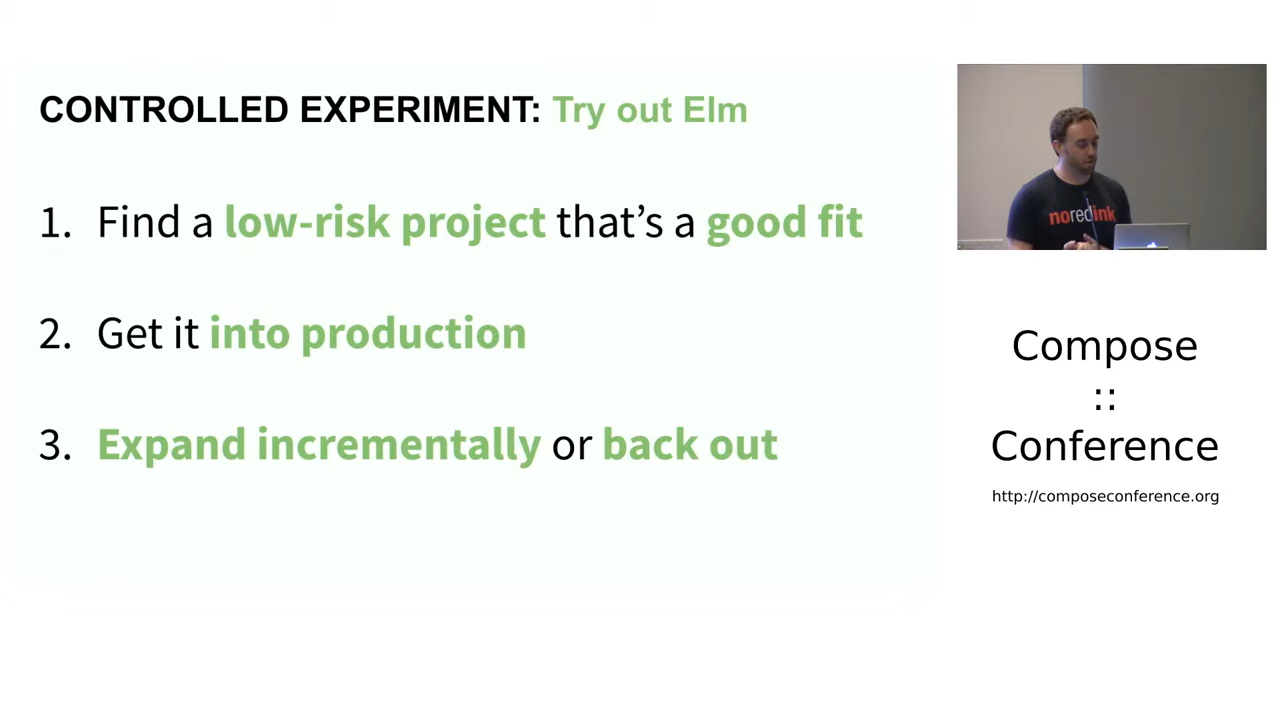 CONTROLLED EXPERIMENT: Try out Elm
1. Find a low-risk project that’s a good fit
2. Get it into production
3. Expand incrementally or back out
noredink
Compose
::
Conference
http://composeconference.org